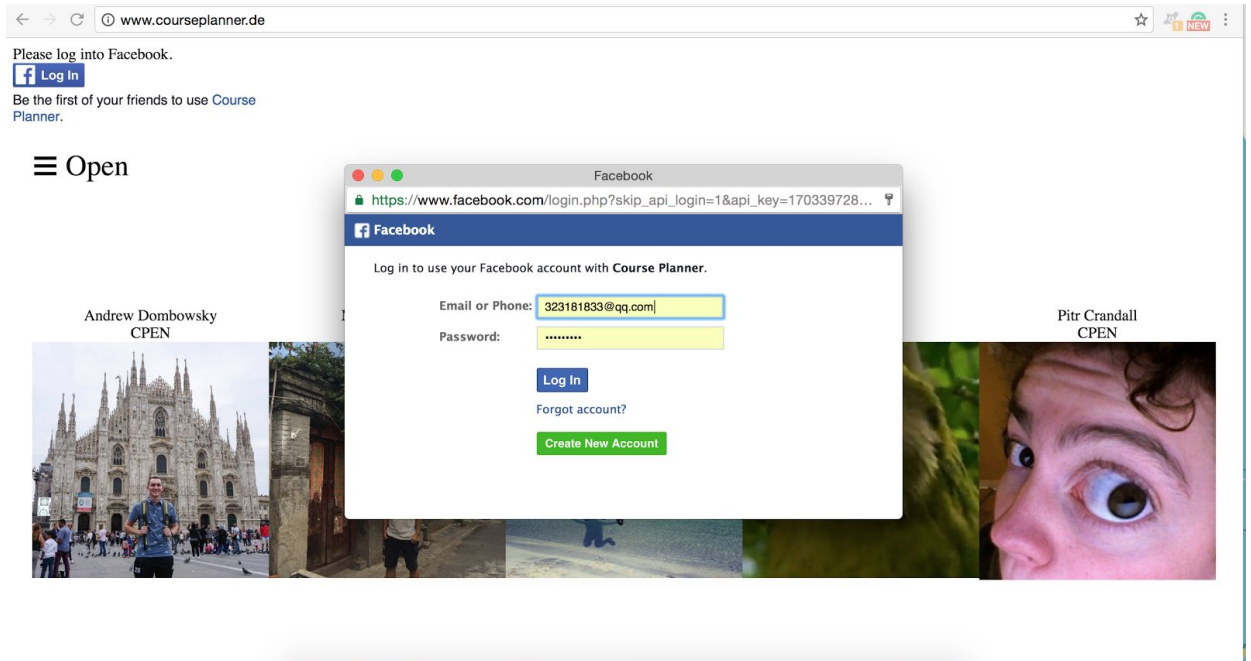 www.courseplanner.de
1
NEW
Please log into Facebook.
Log In
Be the first of your friends to use Course
Planner.
Open
Facebook
https://www.facebook.com/login.php?skip_api_login=1&api_key=170339728...
Facebook
Log in to use your Facebook account with Course Planner.
Email or Phone: 323181833@qq.com
Password: •••••••••
Log In
Forgot account?
Create New Account
Andrew Dombowsky
CPEN
Pitr Crandall
CPEN